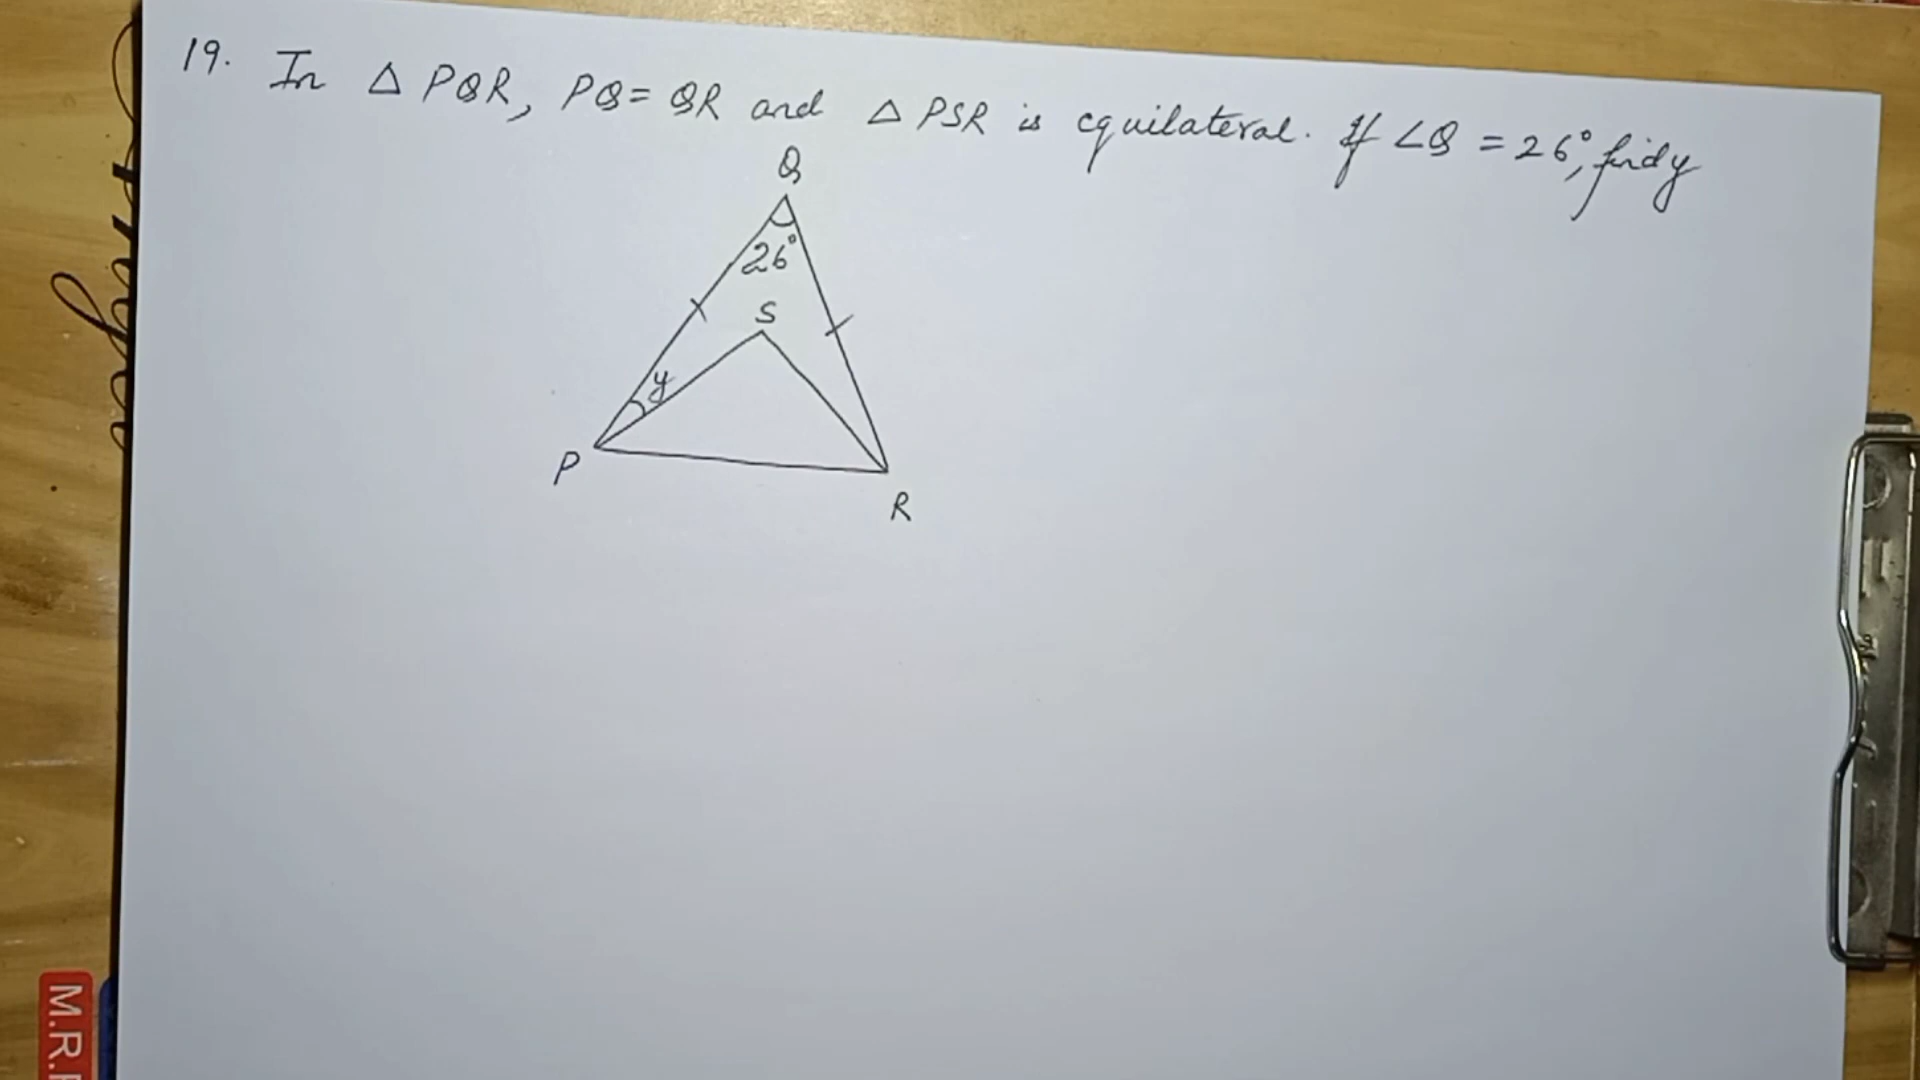 19. In △ PQR, PQ = QR and △ PSR is equilateral. If ∠Q = 26°, find y
Q
26°
S
y
P
R
M.R.